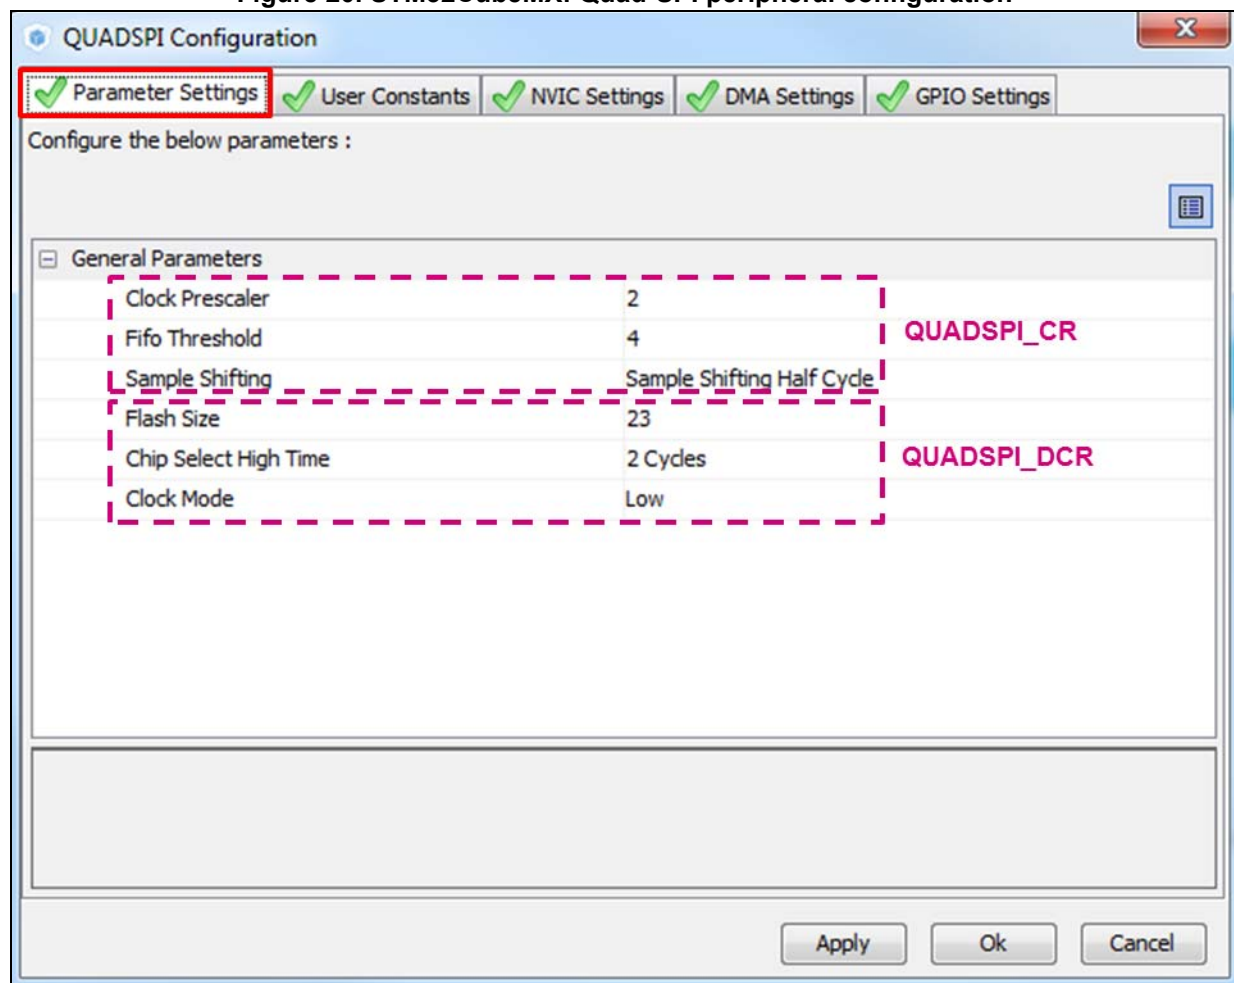 QUADSPI Configuration
Parameter Settings User Constants NVIC Settings DMA Settings GPIO Settings
Configure the below parameters :
General Parameters
Clock Prescaler 2
Fifo Threshold 4 QUADSPI_CR
Sample Shifting Sample Shifting Half Cycle
Flash Size 23
Chip Select High Time 2 Cycles QUADSPI_DCR
Clock Mode Low
Apply Ok Cancel